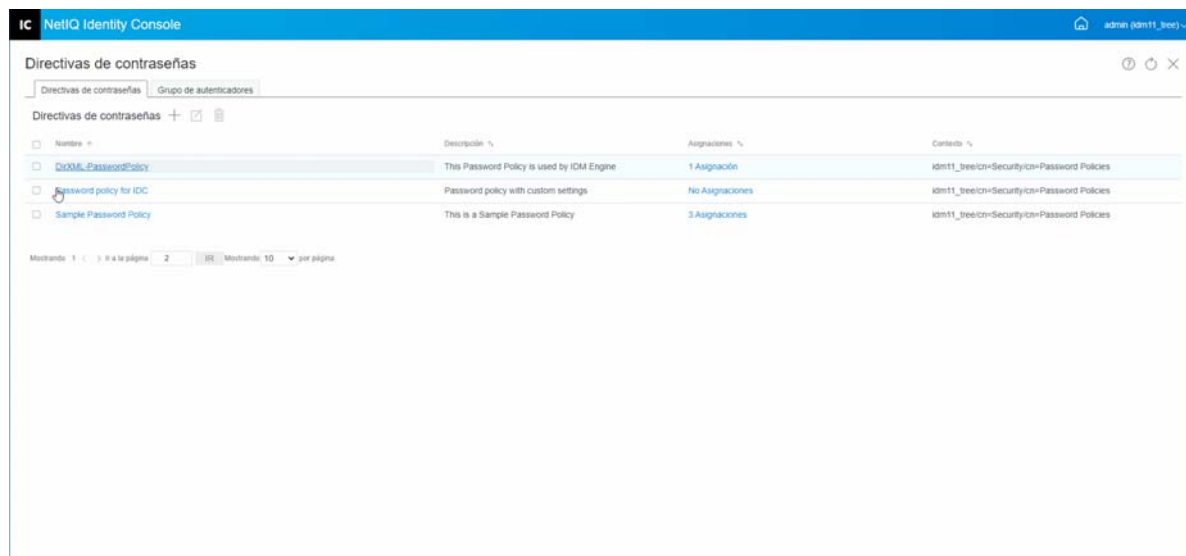 IC NetIQ Identity Console admin (idm11_tree)
Directivas de contraseñas
Directivas de contraseñas Grupo de autenticadores
Directivas de contraseñas
Nombre Descripción Asignaciones Contexto
DirXML-PasswordPolicy This Password Policy is used by IDM Engine 1 Asignación idm11_tree/cn=Security/cn=Password Policies
Password policy for IDC Password policy with custom settings No Asignaciones idm11_tree/cn=Security/cn=Password Policies
Sample Password Policy This is a Sample Password Policy 3 Asignaciones idm11_tree/cn=Security/cn=Password Policies
Mostrando 1 Ir a la página 2 IR Mostrando 10 por página